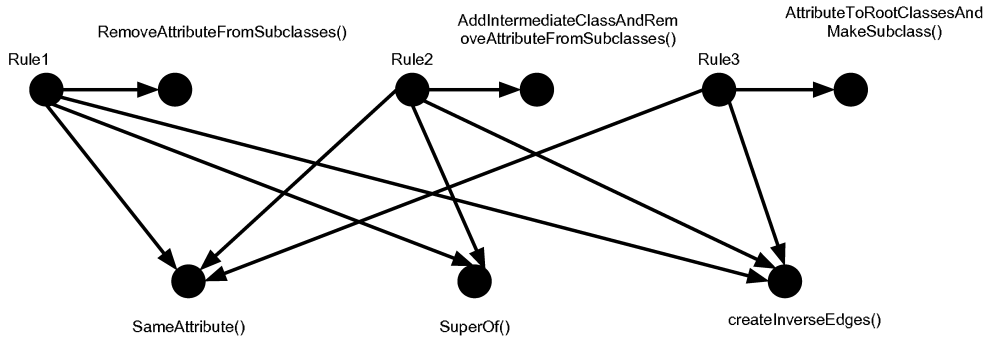 RemoveAttributeFromSubclasses()
AddIntermediateClassAndRem
oveAttributeFromSubclasses()
AttributeToRootClassesAnd
MakeSubclass()
Rule1
Rule2
Rule3
SameAttribute()
SuperOf()
createInverseEdges()